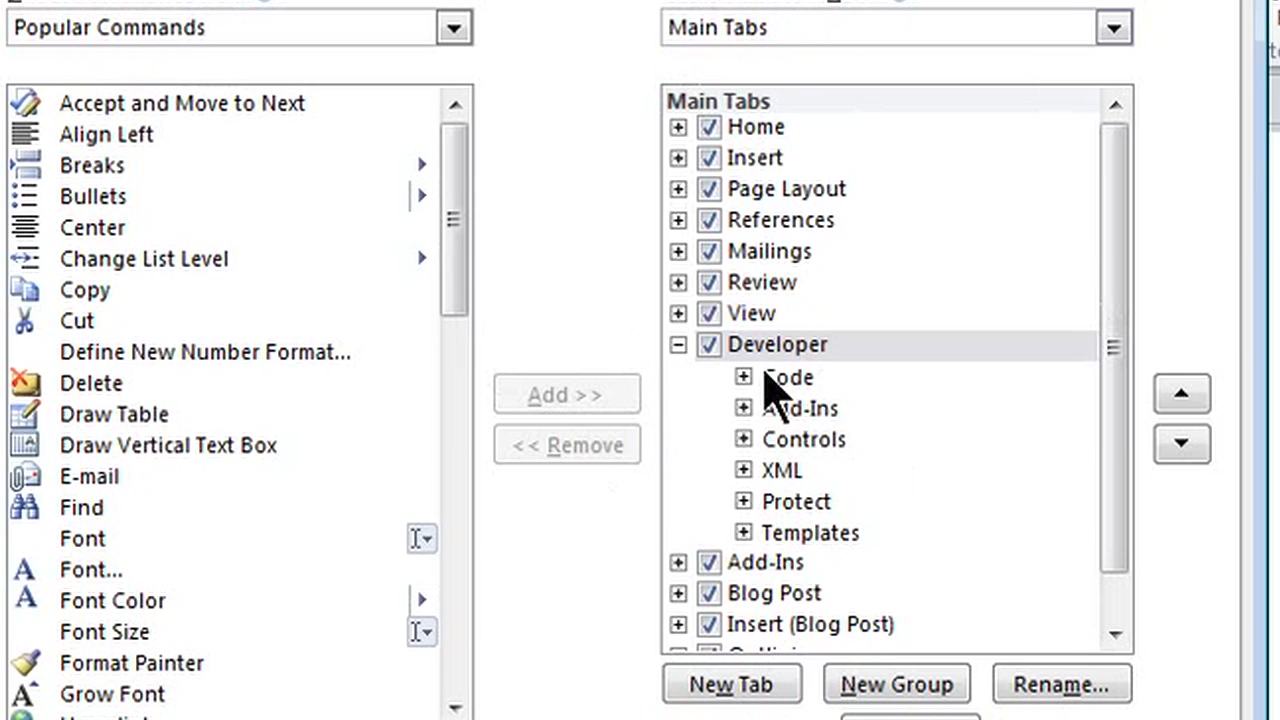 Popular Commands
Accept and Move to Next
Align Left
Breaks
Bullets
Center
Change List Level
Copy
Cut
Define New Number Format...
Delete
Draw Table
Draw Vertical Text Box
E-mail
Find
Font
Font...
Font Color
Font Size
Format Painter
Grow Font
Add >>
<< Remove
Main Tabs
Main Tabs
Home
Insert
Page Layout
References
Mailings
Review
View
Developer
Code
Add-Ins
Controls
XML
Protect
Templates
Add-Ins
Blog Post
Insert (Blog Post)
New Tab
New Group
Rename...